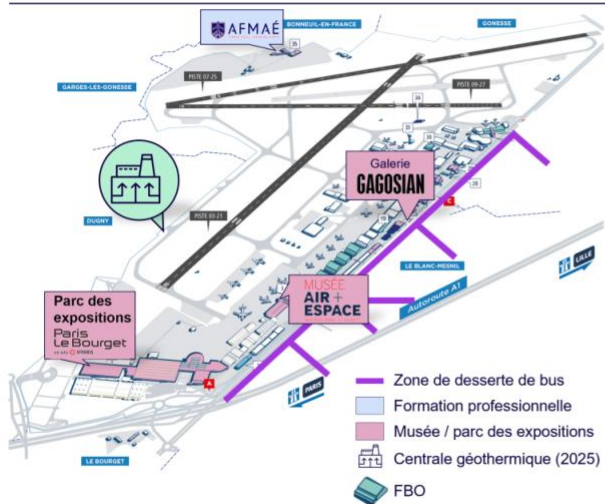 AFMAÉ
35
BONNEUIL-EN-FRANCE
GONESSE
PISTE 07-25
PISTE 09-27
GARGES-LES-GONESSE
Galerie
GAGOSIAN
DUGNY
PISTE 03-21
C
LE BLANC-MESNIL
LILLE
MUSÉE
AIR +
ESPACE
Autoroute A1
Parc des
expositions
Paris
Le Bourget
A
PARIS
LE BOURGET
Zone de desserte de bus
Formation professionnelle
Musée / parc des expositions
Centrale géothermique (2025)
FBO